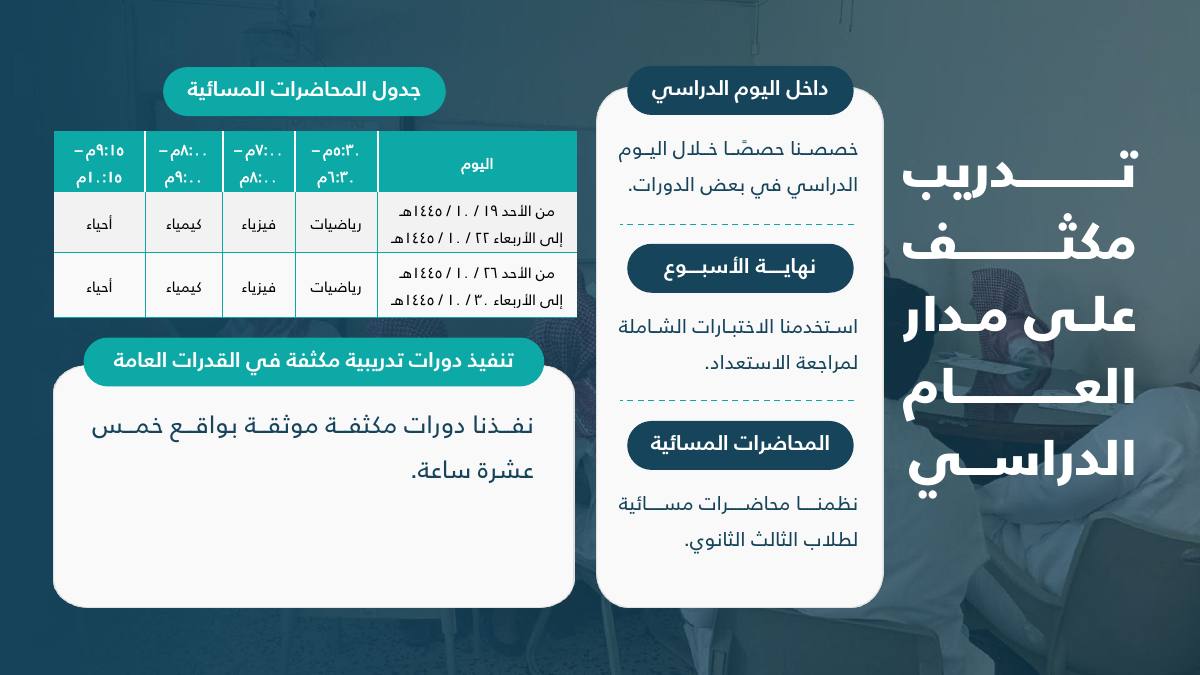 تدريب
مكثف
على مدار
العام
الدراسي
داخل اليوم الدراسي
خصصنا حصصًا خلال اليوم
الدراسي في بعض الدورات.
نهاية الأسبوع
استخدمنا الاختبارات الشاملة
لمراجعة الاستعداد.
المحاضرات المسائية
نظمنا محاضرات مسائية
لطلاب الثالث الثانوي.
جدول المحاضرات المسائية
اليوم
٥:٣٠م –
٦:٣٠م
٧:٠٠م –
٨:٠٠م
٨:٠٠م –
٩:٠٠م
٩:١٥م –
١٠:١٥م
من الأحد ١٩ / ١٠ / ١٤٤٥هـ
إلى الأربعاء ٢٢ / ١٠ / ١٤٤٥هـ
رياضيات
فيزياء
كيمياء
أحياء
من الأحد ٢٦ / ١٠ / ١٤٤٥هـ
إلى الأربعاء ٣٠ / ١٠ / ١٤٤٥هـ
رياضيات
فيزياء
كيمياء
أحياء
تنفيذ دورات تدريبية مكثفة في القدرات العامة
نفذنا دورات مكثفة موثقة بواقع خمس
عشرة ساعة.